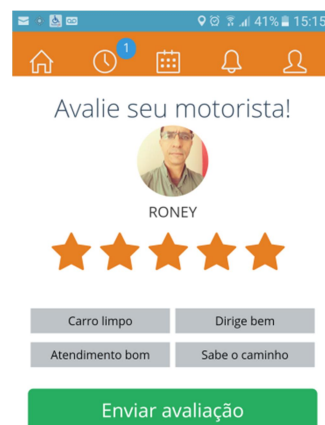 41% 15:15
1
Avalie seu motorista!
RONEY
Carro limpo Dirige bem
Atendimento bom Sabe o caminho
Enviar avaliação